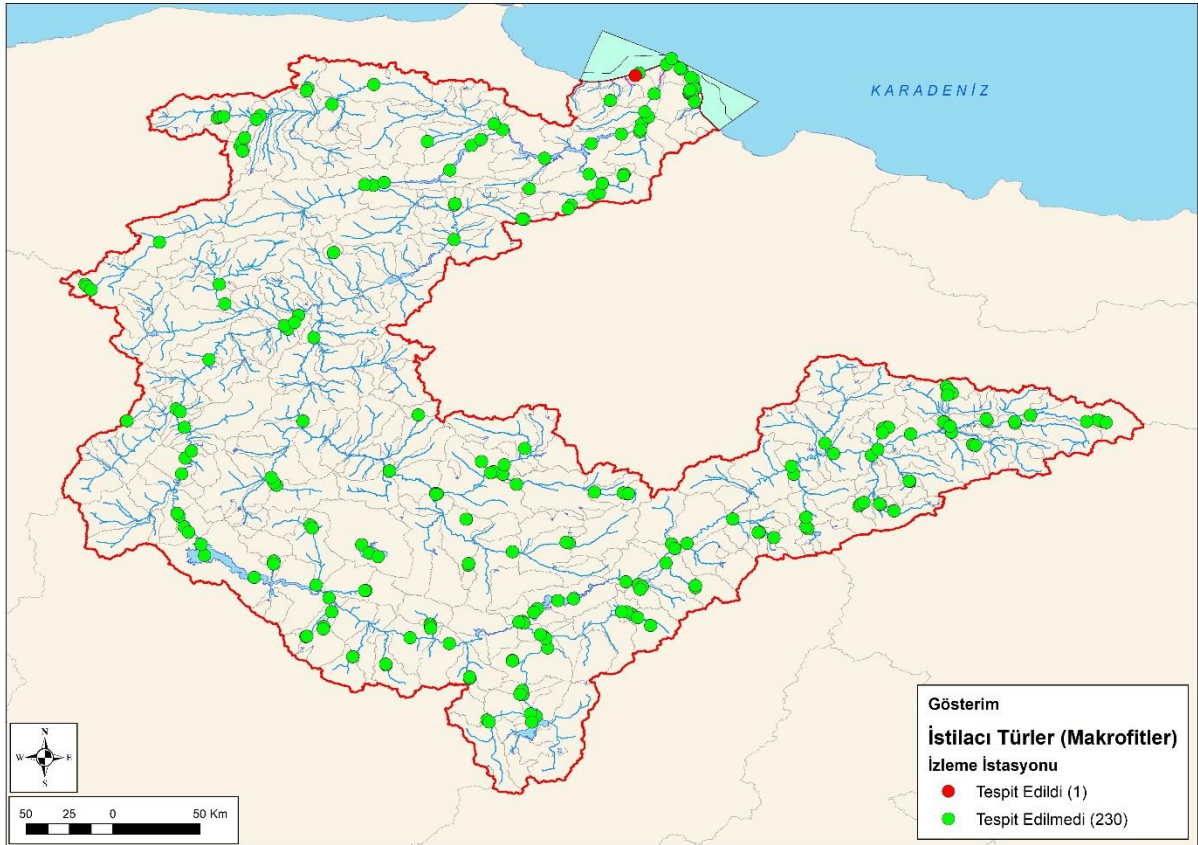 KARADENİZ
N
W E
S
50 25 0 50 Km
Gösterim
İstilacı Türler (Makrofitler)
İzleme İstasyonu
Tespit Edildi (1)
Tespit Edilmedi (230)